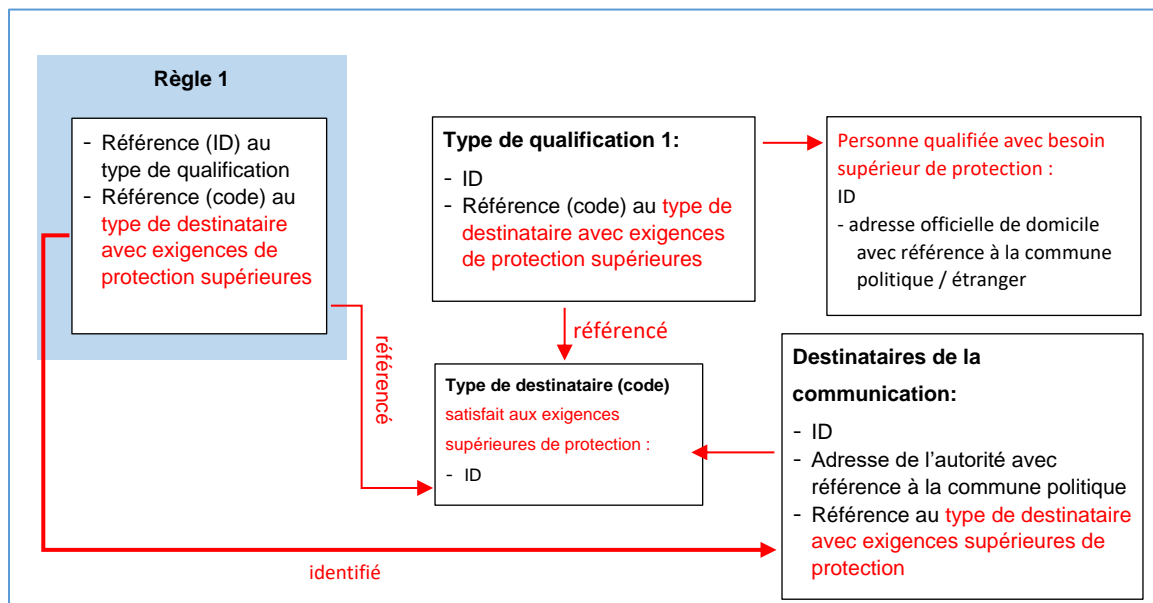 Règle 1
- Référence (ID) au
type de qualification
- Référence (code) au
type de destinataire
avec exigences de
protection supérieures
Type de qualification 1:
- ID
- Référence (code) au type de
destinataire avec exigences
de protection supérieures
Personne qualifiée avec besoin
supérieur de protection :
ID
- adresse officielle de domicile
avec référence à la commune
politique / étranger
référencé
référencé
Type de destinataire (code)
satisfait aux exigences
supérieures de protection :
- ID
Destinataires de la
communication:
- ID
- Adresse de l’autorité avec
référence à la commune politique
- Référence au type de destinataire
avec exigences supérieures de
protection
identifié